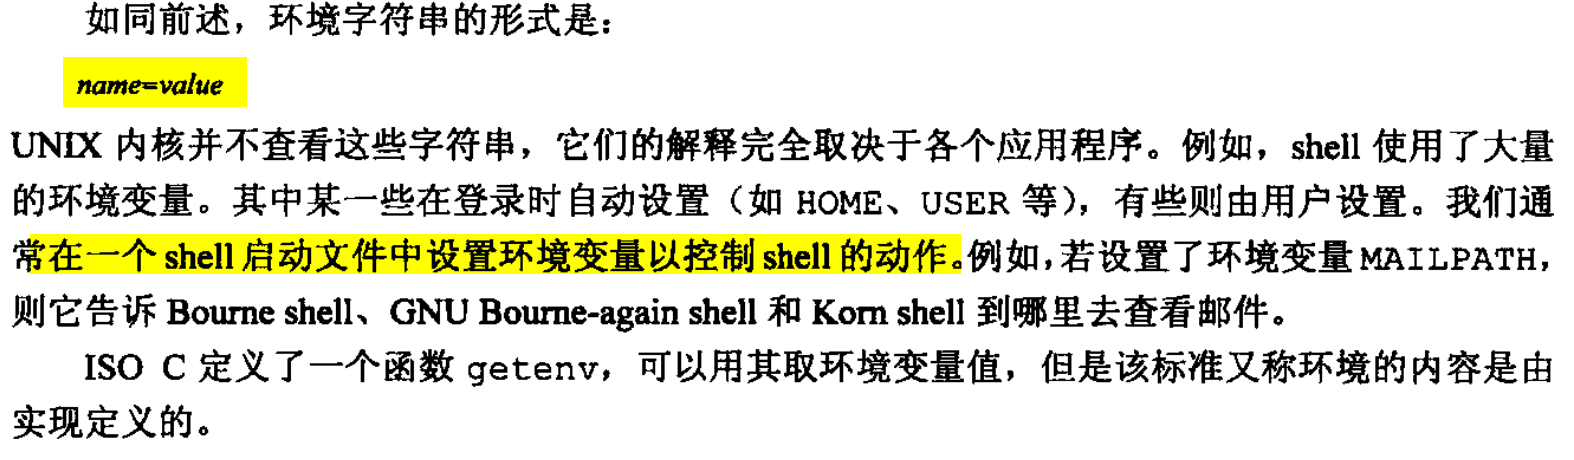 如同前述，环境字符串的形式是：
name=value
UNIX 内核并不查看这些字符串，它们的解释完全取决于各个应用程序。例如，shell 使用了大量
的环境变量。其中某一些在登录时自动设置（如 HOME、USER 等），有些则由用户设置。我们通
常在一个 shell 启动文件中设置环境变量以控制 shell 的动作。例如，若设置了环境变量 MAILPATH，
则它告诉 Bourne shell、GNU Bourne-again shell 和 Korn shell 到哪里去查看邮件。
ISO C 定义了一个函数 getenv，可以用其取环境变量值，但是该标准又称环境的内容是由
实现定义的。